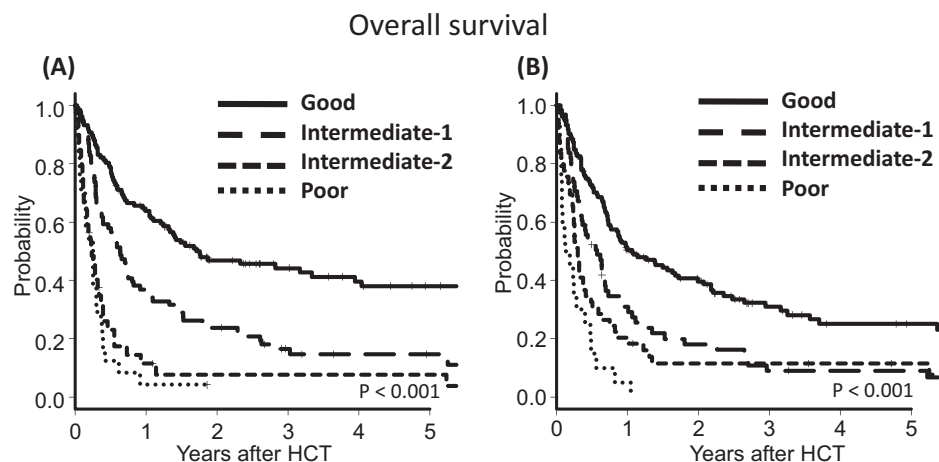 Overall survival
(A)
Good
Intermediate-1
Intermediate-2
Poor
Probability
1.0
0.8
0.6
0.4
0.2
0.0
P < 0.001
0 1 2 3 4 5
Years after HCT
(B)
Good
Intermediate-1
Intermediate-2
Poor
Probability
1.0
0.8
0.6
0.4
0.2
0.0
P < 0.001
0 1 2 3 4 5
Years after HCT